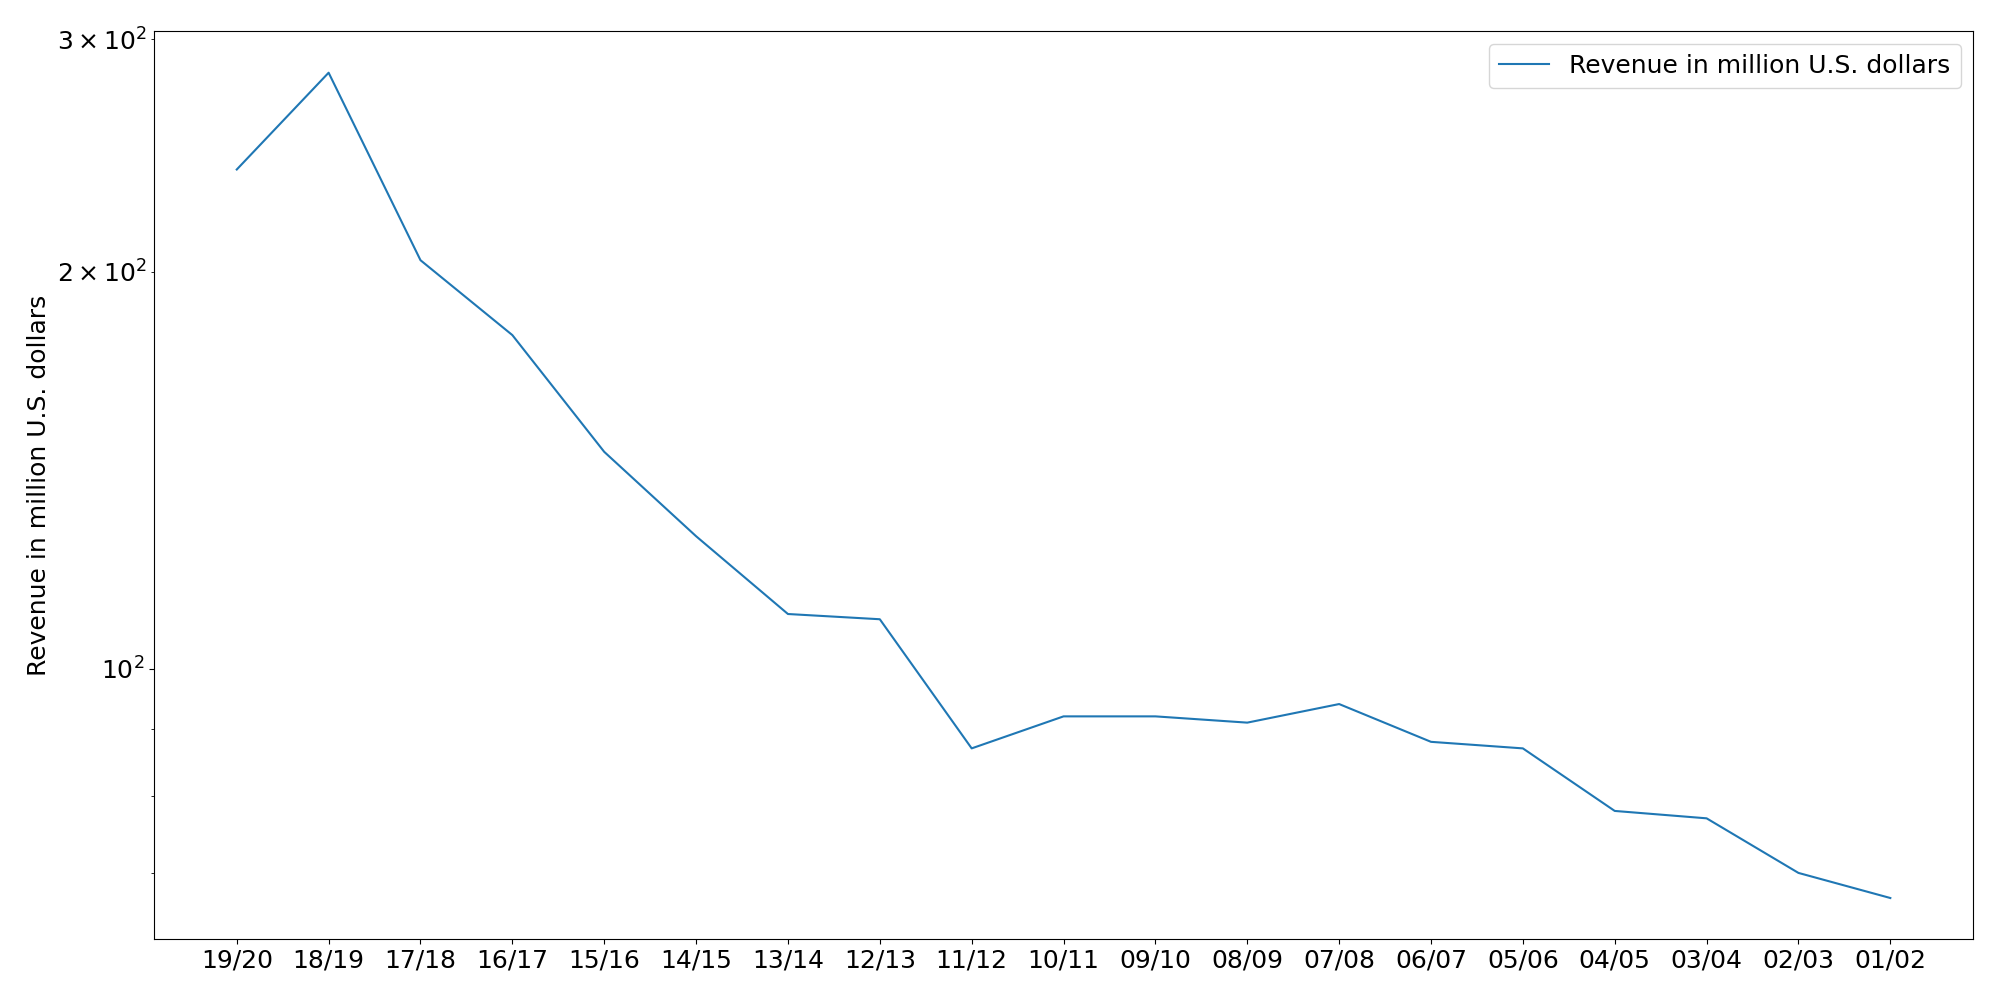 Revenue in million U.S. dollars
3 × 10²
2 × 10²
10²
Revenue in million U.S. dollars
19/20 18/19 17/18 16/17 15/16 14/15 13/14 12/13 11/12 10/11 09/10 08/09 07/08 06/07 05/06 04/05 03/04 02/03 01/02